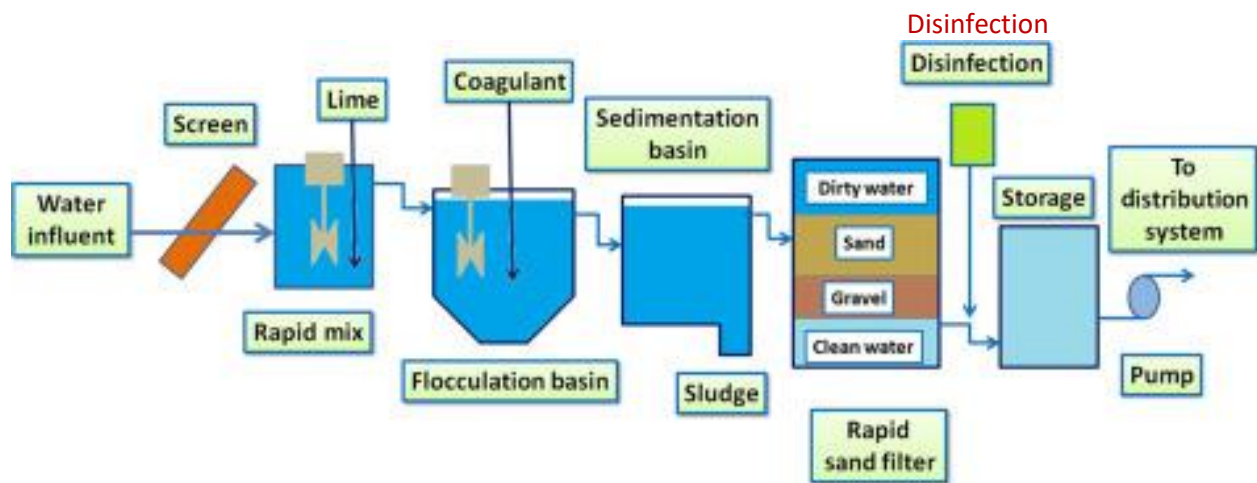 Disinfection
Disinfection
Coagulant
Lime
Screen
Sedimentation
basin
To
distribution
system
Water
influent
Dirty water
Storage
Sand
Gravel
Clean water
Rapid mix
Flocculation basin
Sludge
Pump
Rapid
sand filter